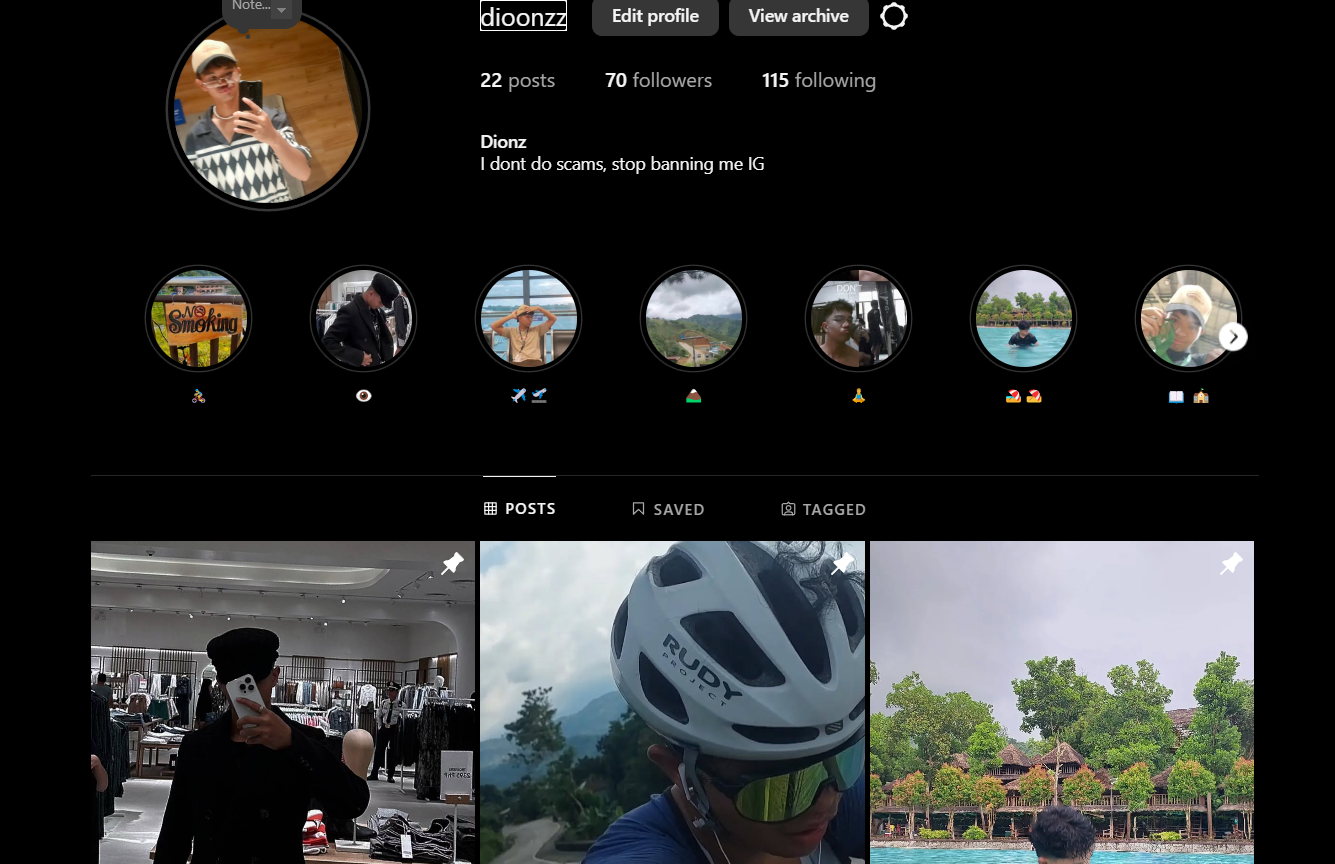 Note...
dioonzz Edit profile View archive
22 posts 70 followers 115 following
Dionz
I dont do scams, stop banning me IG
NO
Smoking
DON'T
POSTS SAVED TAGGED
RUDY
PROJECT